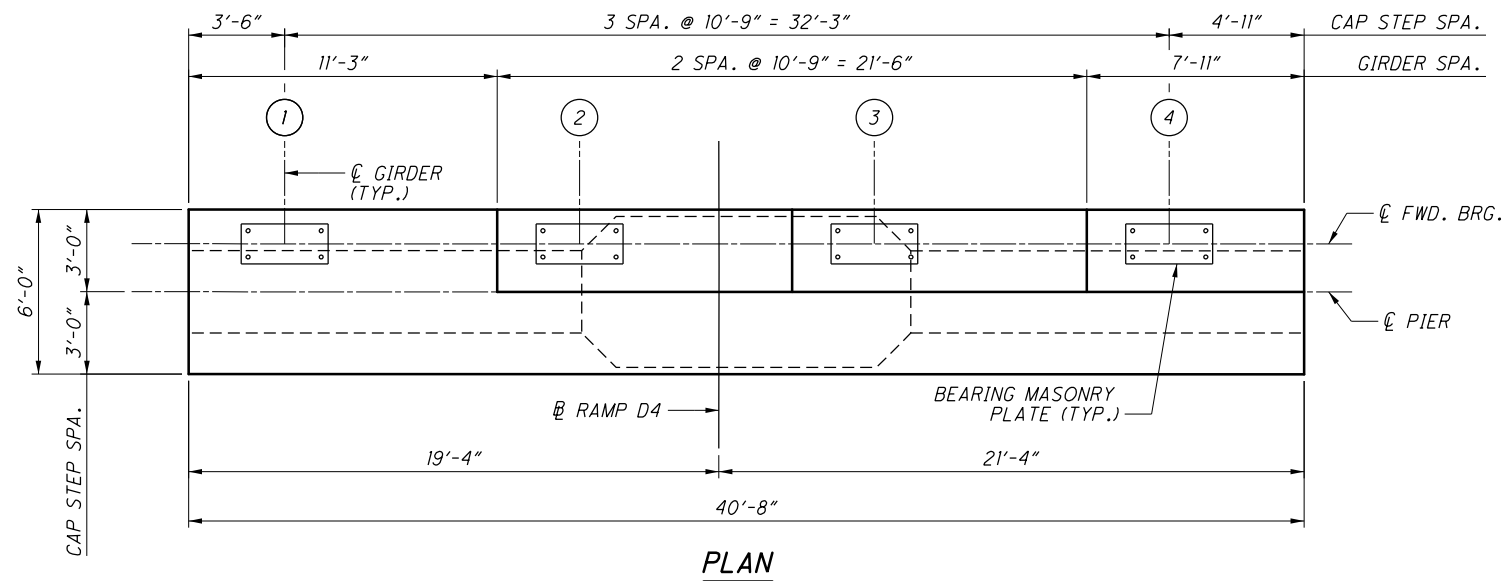 3'-6"
3 SPA. @ 10'-9" = 32'-3"
4'-11"
CAP STEP SPA.
11'-3"
2 SPA. @ 10'-9" = 21'-6"
7'-11"
GIRDER SPA.
1
2
3
4
℄ GIRDER
(TYP.)
℄ FWD. BRG.
6'-0"
3'-0"
3'-0"
℄ PIER
CAP STEP SPA.
BEARING MASONRY
PLATE (TYP.)
℔ RAMP D4
19'-4"
21'-4"
40'-8"
PLAN